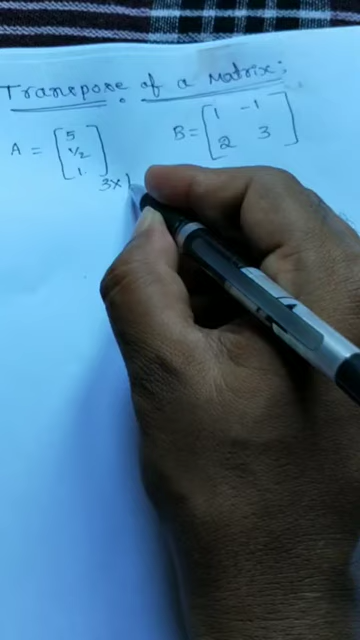 Transpose of a Matrix:
A = [5
1/2
1]
3×1
B = [1 -1
2 3]